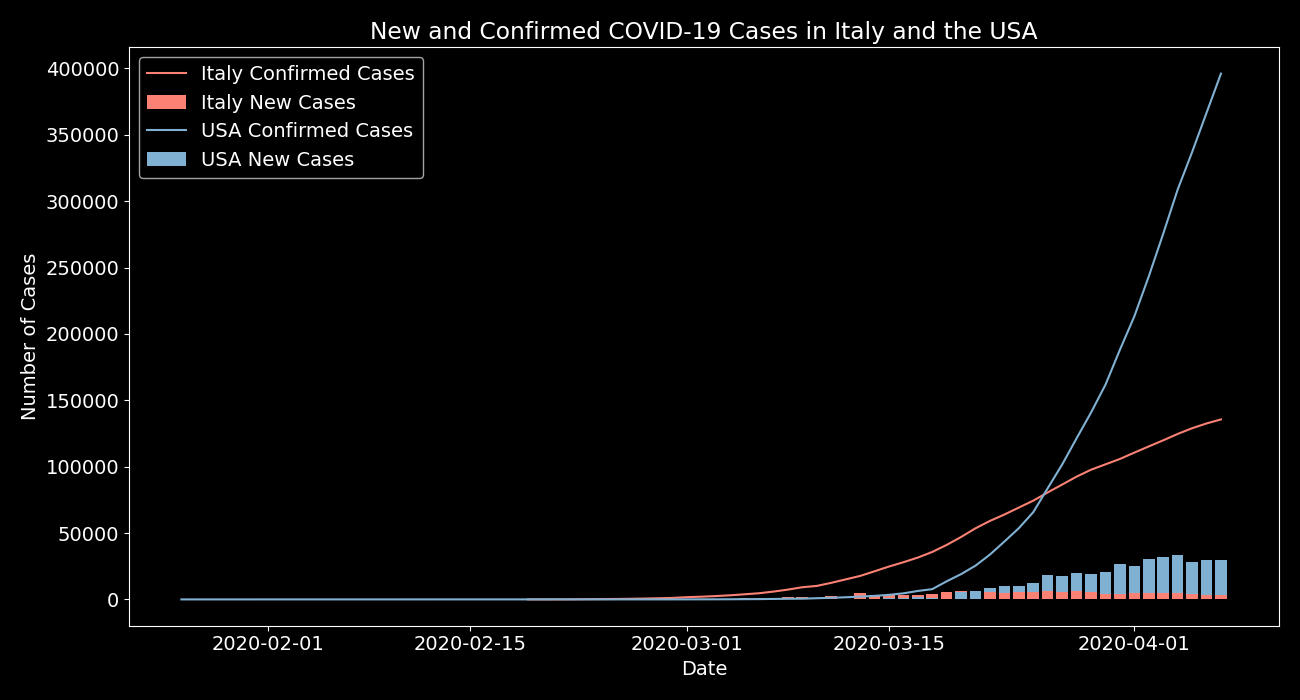 New and Confirmed COVID-19 Cases in Italy and the USA
Italy Confirmed Cases
Italy New Cases
USA Confirmed Cases
USA New Cases
400000
350000
300000
250000
200000
150000
100000
50000
0
Number of Cases
2020-02-01 2020-02-15 2020-03-01 2020-03-15 2020-04-01
Date